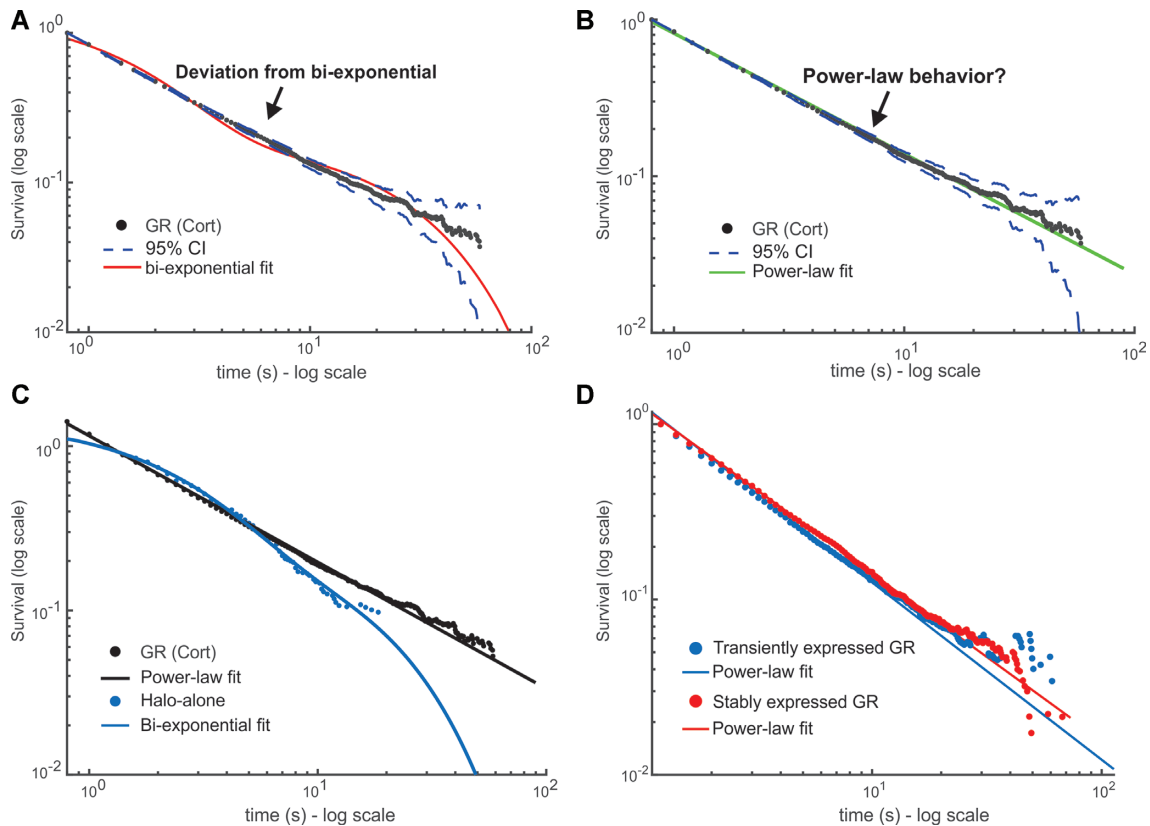 A
10^0
10^-1
10^-2
Survival (log scale)
Deviation from bi-exponential
GR (Cort)
95% CI
bi-exponential fit
10^0
10^1
10^2
time (s) - log scale
B
10^0
10^-1
10^-2
Survival (log scale)
Power-law behavior?
GR (Cort)
95% CI
Power-law fit
10^0
10^1
10^2
time (s) - log scale
C
10^0
10^-1
10^-2
Survival (log scale)
GR (Cort)
Power-law fit
Halo-alone
Bi-exponential fit
10^0
10^1
10^2
time (s) - log scale
D
10^0
10^-1
10^-2
Survival (log scale)
Transiently expressed GR
Power-law fit
Stably expressed GR
Power-law fit
10^1
10^2
time (s) - log scale